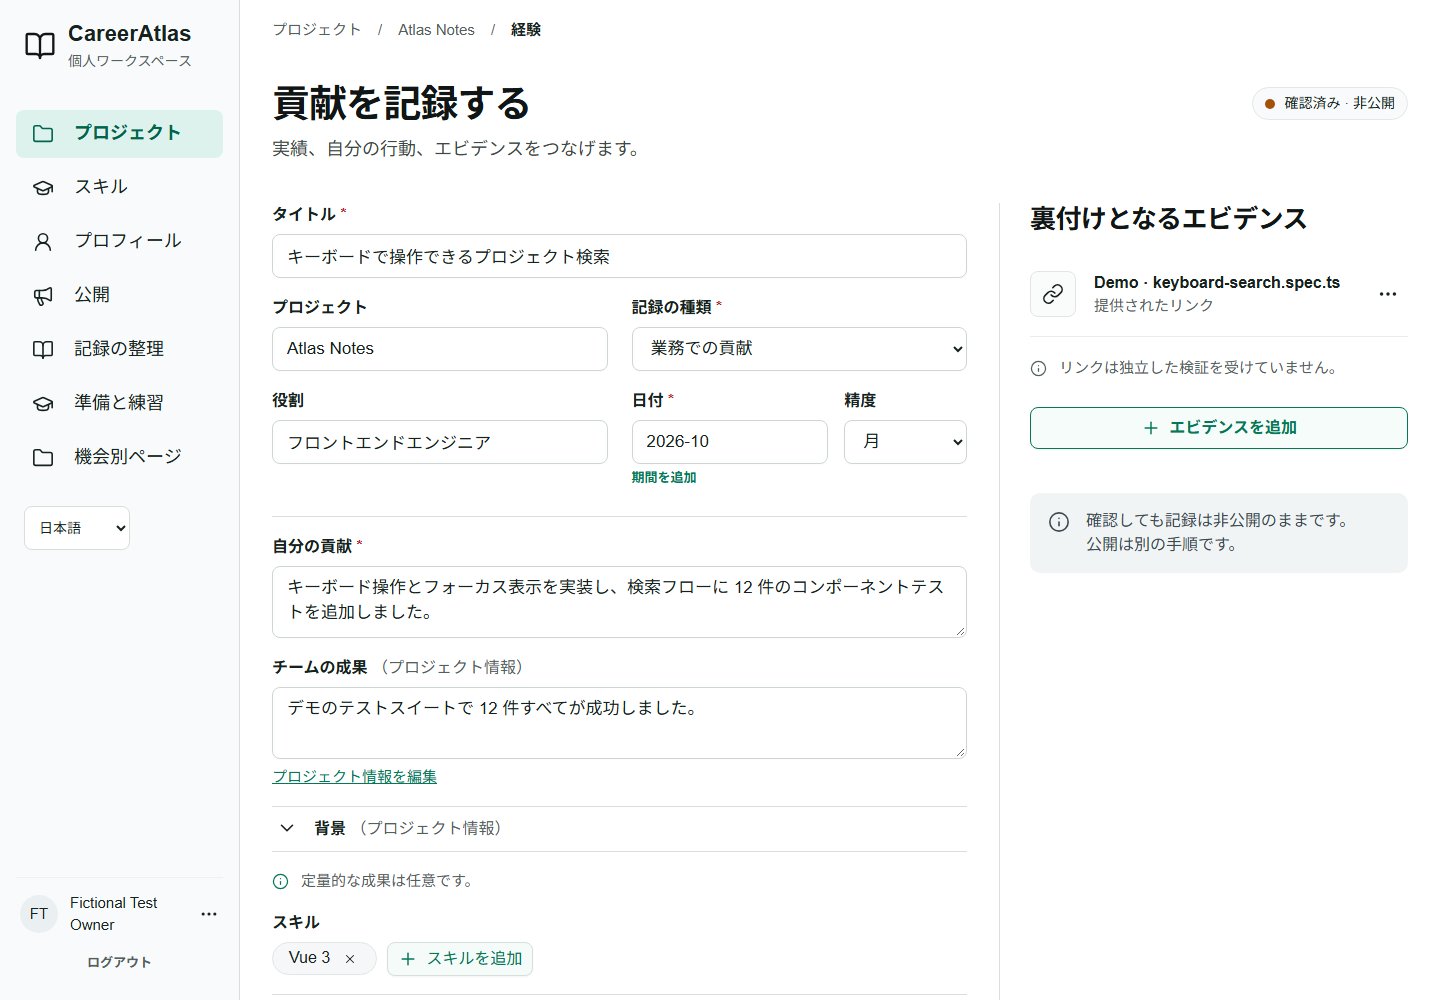 CareerAtlas
個人ワークスペース
プロジェクト
スキル
プロフィール
公開
記録の整理
準備と練習
機会別ページ
日本語
FT
Fictional Test
Owner
ログアウト
プロジェクト / Atlas Notes / 経験
貢献を記録する
確認済み · 非公開
実績、自分の行動、エビデンスをつなげます。
タイトル *
キーボードで操作できるプロジェクト検索
プロジェクト
記録の種類 *
Atlas Notes
業務での貢献
役割
日付 *
精度
フロントエンドエンジニア
2026-10
月
期間を追加
自分の貢献 *
キーボード操作とフォーカス表示を実装し、検索フローに 12 件のコンポーネントテス
トを追加しました。
チームの成果 （プロジェクト情報）
デモのテストスイートで 12 件すべてが成功しました。
プロジェクト情報を編集
背景 （プロジェクト情報）
定量的な成果は任意です。
スキル
Vue 3 ×
+ スキルを追加
裏付けとなるエビデンス
Demo · keyboard-search.spec.ts
提供されたリンク
リンクは独立した検証を受けていません。
+ エビデンスを追加
確認しても記録は非公開のままです。
公開は別の手順です。